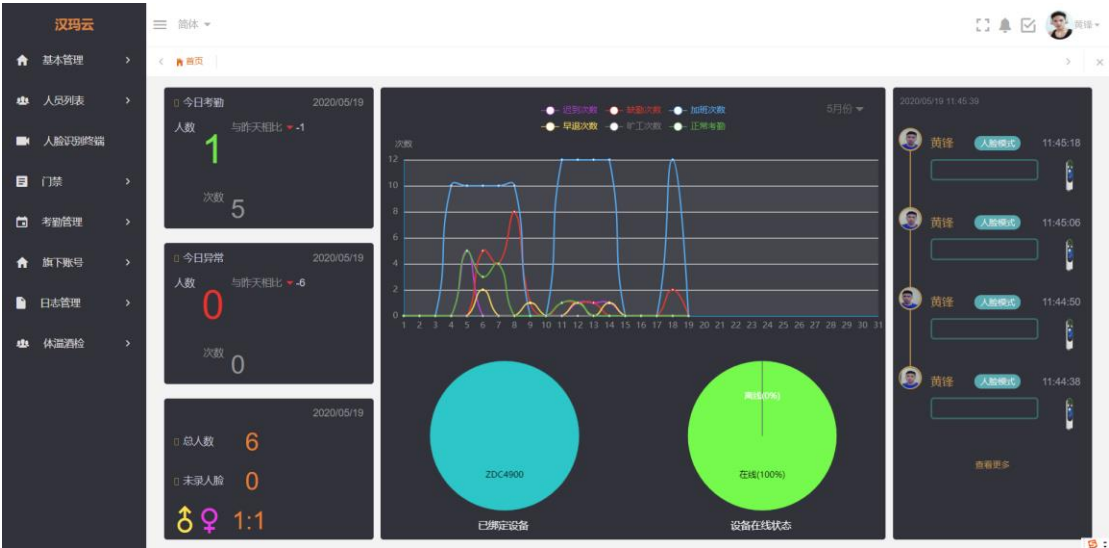 汉玛云
简体
黄锋
基本管理
人员列表
人脸识别终端
门禁
考勤管理
旗下账号
日志管理
体温酒检
首页
今日考勤 2020/05/19
人数 与昨天相比 -1
1
次数 5
今日异常 2020/05/19
人数 与昨天相比 -6
0
次数 0
2020/05/19
总人数 6
未录人脸 0
1:1
迟到次数 缺勤次数 加班次数
早退次数 旷工次数 正常考勤
5月份
次数
12
10
8
6
4
2
0
1 2 3 4 5 6 7 8 9 10 11 12 13 14 15 16 17 18 19 20 21 22 23 24 25 26 27 28 29 30 31
ZDC4900
已绑定设备
离线(0%)
在线(100%)
设备在线状态
2020/05/19 11:45:39
黄锋 人脸模式 11:45:18
黄锋 人脸模式 11:45:06
黄锋 人脸模式 11:44:50
黄锋 人脸模式 11:44:38
查看更多